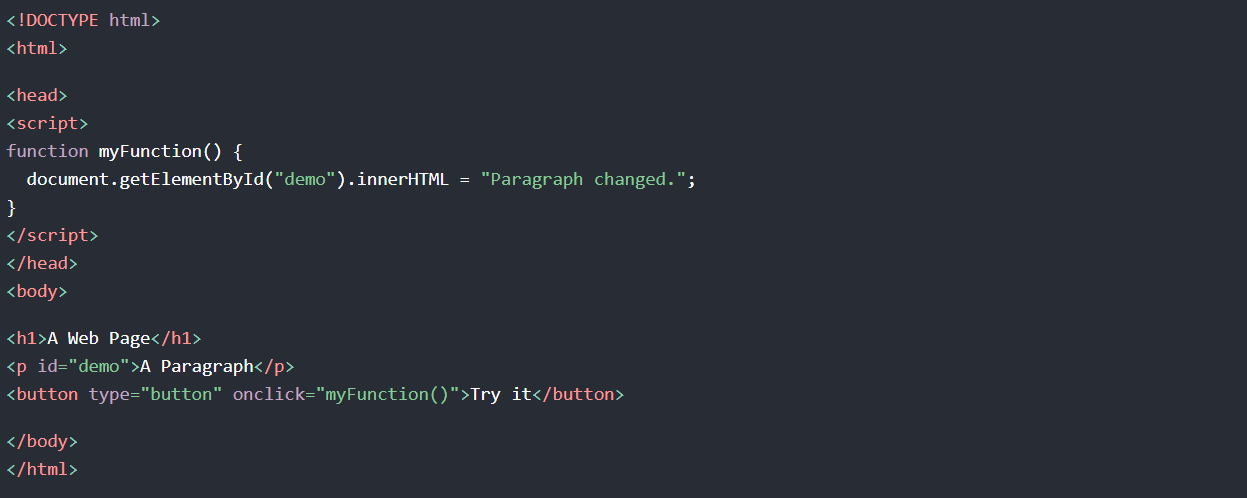 <!DOCTYPE html>
<html>
<head>
<script>
function myFunction() {
  document.getElementById("demo").innerHTML = "Paragraph changed.";
}
</script>
</head>
<body>
<h1>A Web Page</h1>
<p id="demo">A Paragraph</p>
<button type="button" onclick="myFunction()">Try it</button>
</body>
</html>